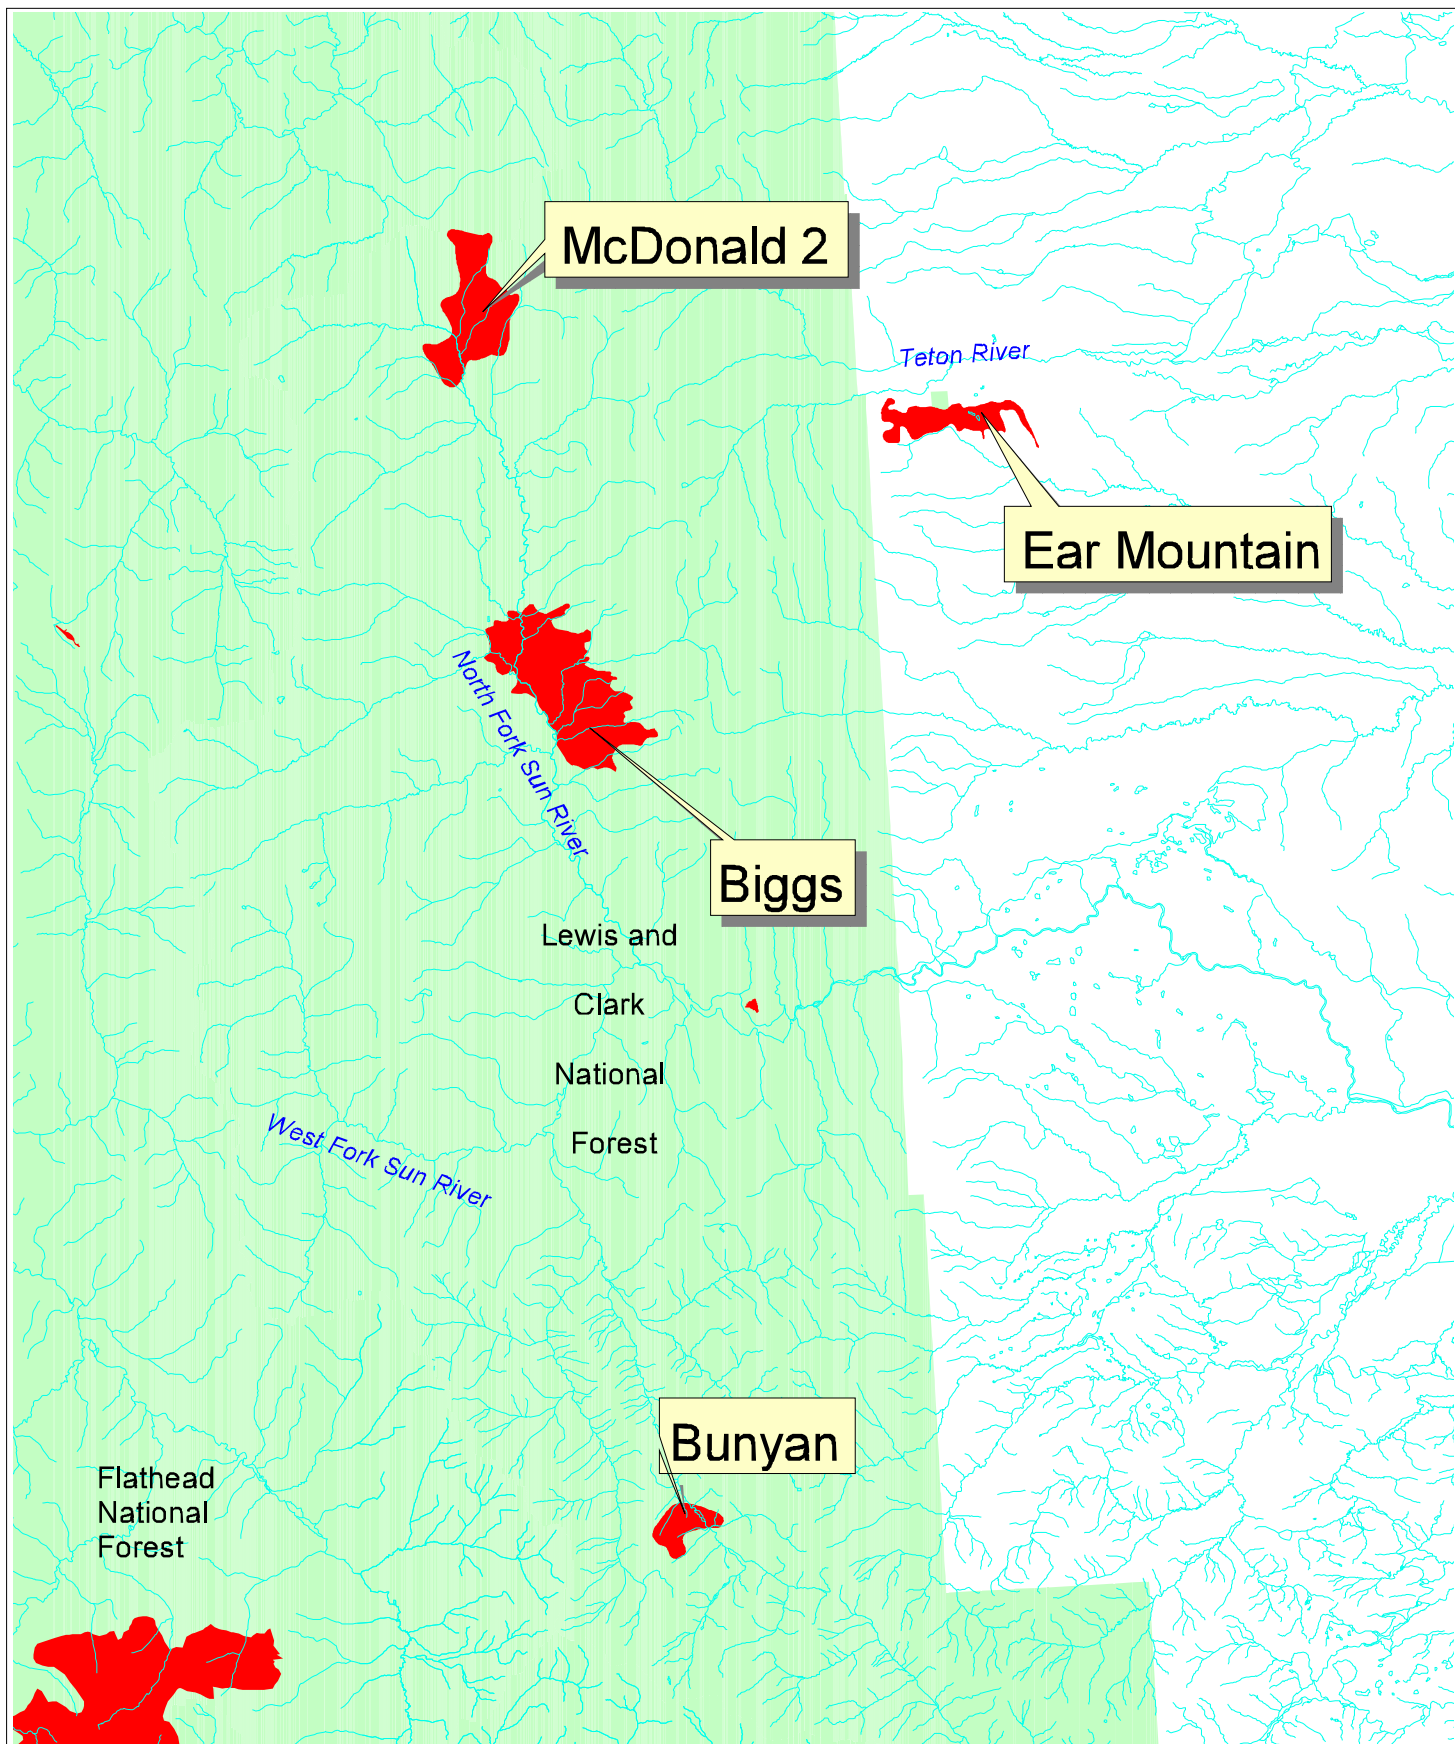 McDonald 2
Teton River
Ear Mountain
North Fork Sun River
Biggs
Lewis and
Clark
National
Forest
West Fork Sun River
Bunyan
Flathead
National
Forest